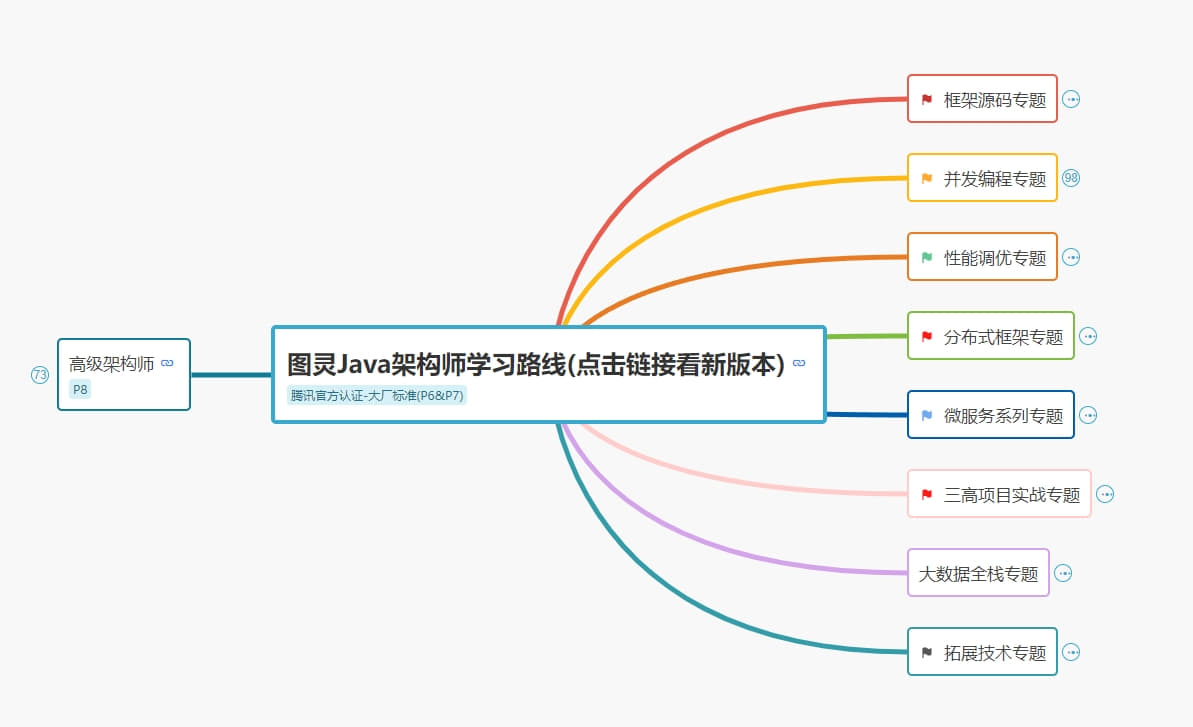 框架源码专题
并发编程专题
98
性能调优专题
分布式框架专题
高级架构师
P8
73
图灵Java架构师学习路线(点击链接看新版本)
腾讯官方认证-大厂标准(P6&P7)
微服务系列专题
三高项目实战专题
大数据全栈专题
拓展技术专题